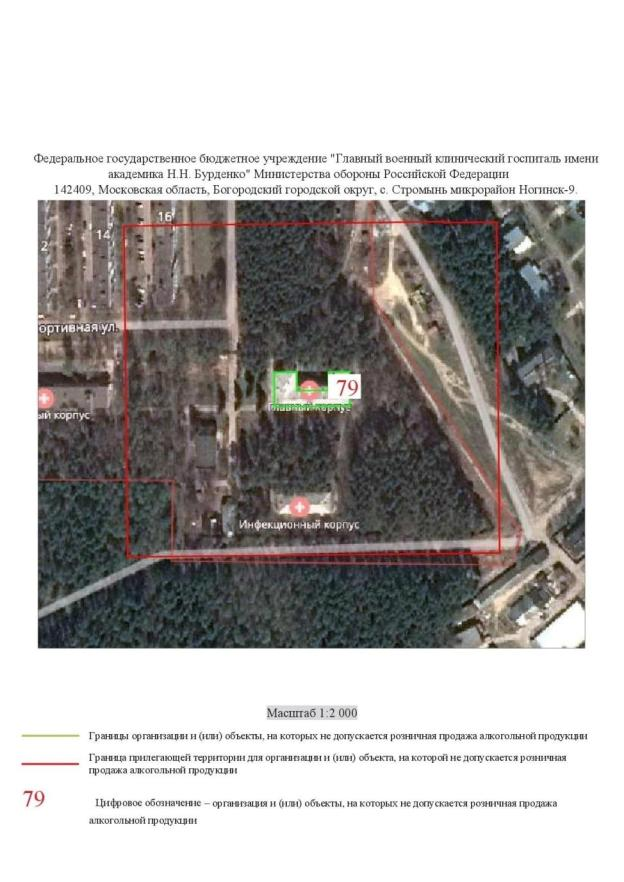 Федеральное государственное бюджетное учреждение "Главный военный клинический госпиталь имени
академика Н.Н. Бурденко" Министерства обороны Российской Федерации
142409, Московская область, Богородский городской округ, с. Стромынь микрорайон Ногинск-9.
16
14
2
ортивная ул.
79
ый корпус
Главный корпус
Инфекционный корпус
Масштаб 1:2 000
Границы организации и (или) объекты, на которых не допускается розничная продажа алкогольной продукции
Граница прилегающей территории для организации и (или) объекта, на которой не допускается розничная
продажа алкогольной продукции
79
Цифровое обозначение – организация и (или) объекты, на которых не допускается розничная продажа
алкогольной продукции